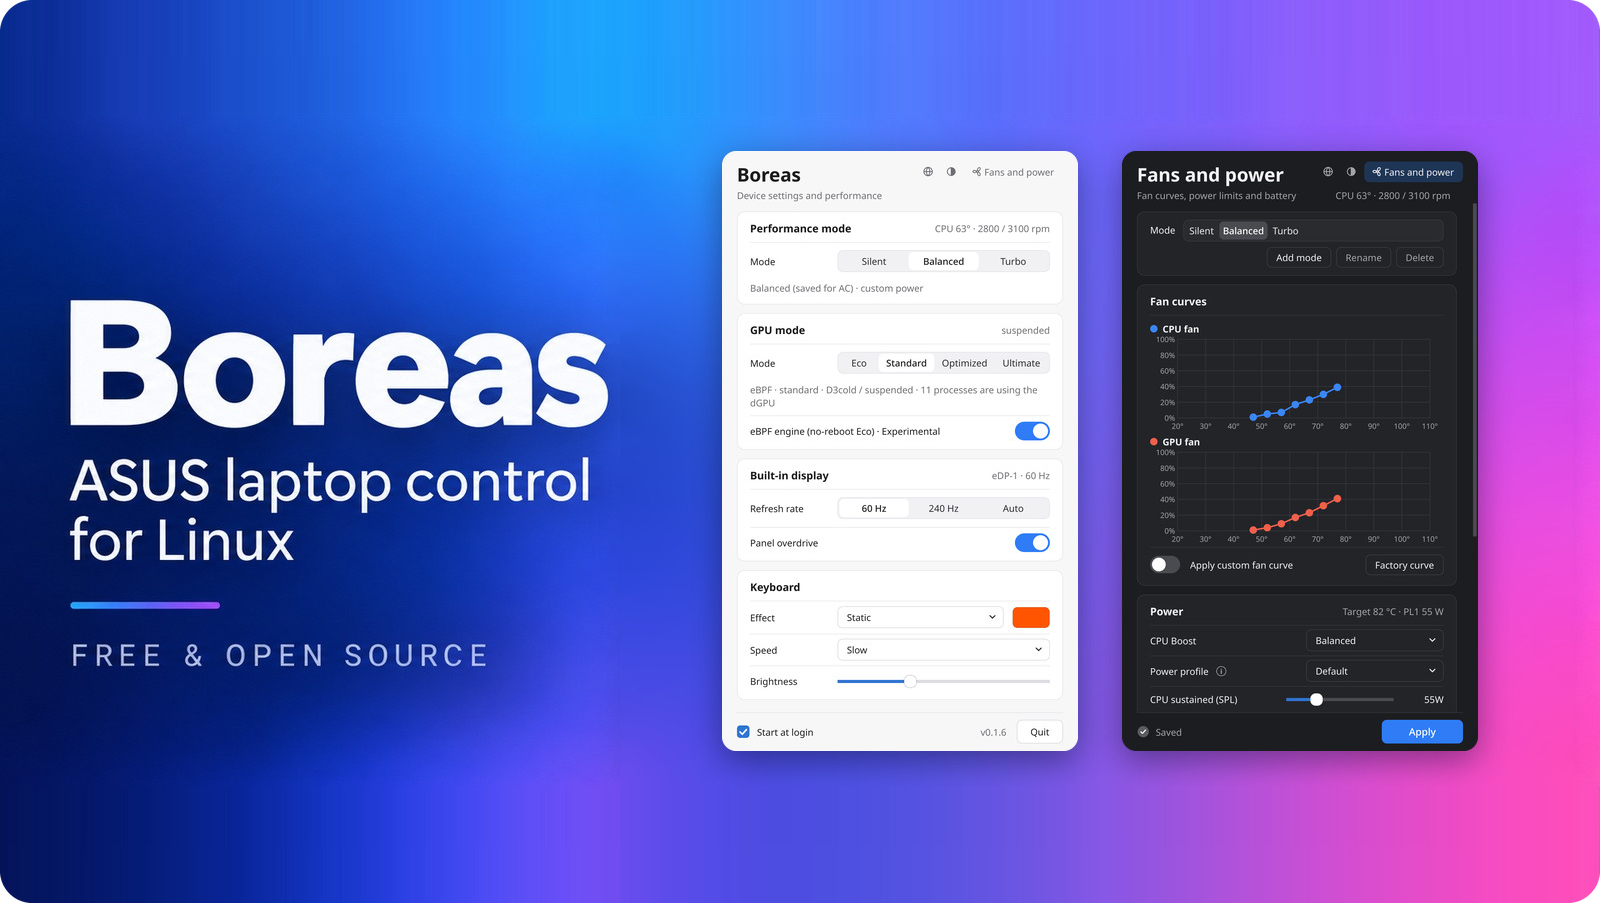 Boreas
ASUS laptop control
for Linux
FREE & OPEN SOURCE
Boreas
Fans and power
Device settings and performance
Performance mode
CPU 63° · 2800 / 3100 rpm
Mode
Silent
Balanced
Turbo
Balanced (saved for AC) · custom power
GPU mode
suspended
Mode
Eco
Standard
Optimized
Ultimate
eBPF · standard · D3cold / suspended · 11 processes are using the
dGPU
eBPF engine (no-reboot Eco) · Experimental
Built-in display
eDP-1 · 60 Hz
Refresh rate
60 Hz
240 Hz
Auto
Panel overdrive
Keyboard
Effect
Static
Speed
Slow
Brightness
Start at login
v0.1.6
Quit
Fans and power
Fans and power
Fan curves, power limits and battery
CPU 63° · 2800 / 3100 rpm
Mode
Silent
Balanced
Turbo
Add mode
Rename
Delete
Fan curves
CPU fan
100%
80%
60%
40%
20%
0%
20°
30°
40°
50°
60°
70°
80°
90°
100°
110°
GPU fan
100%
80%
60%
40%
20%
0%
20°
30°
40°
50°
60°
70°
80°
90°
100°
110°
Apply custom fan curve
Factory curve
Power
Target 82 °C · PL1 55 W
CPU Boost
Balanced
Power profile
Default
CPU sustained (SPL)
55W
Saved
Apply